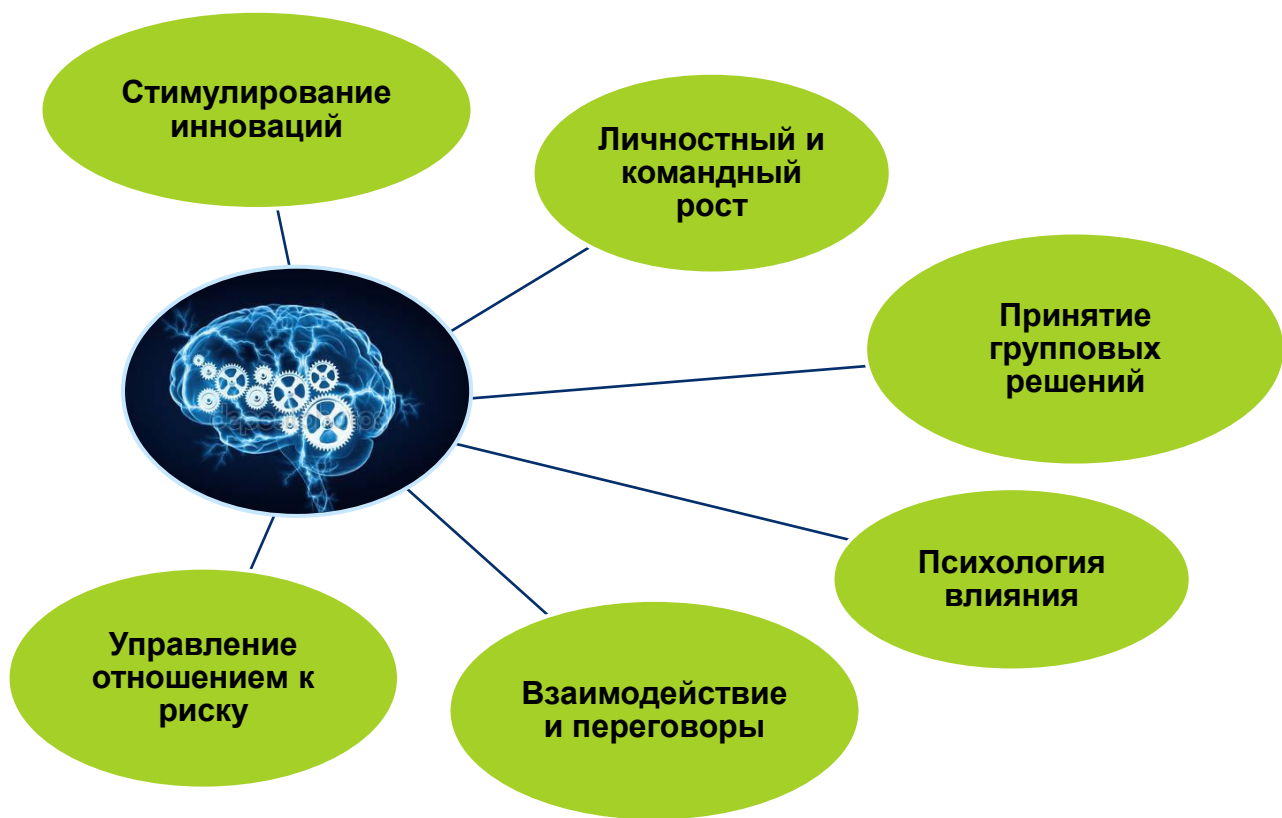 Стимулирование
инноваций
Личностный и
командный
рост
Принятие
групповых
решений
Психология
влияния
Взаимодействие
и переговоры
Управление
отношением к
риску